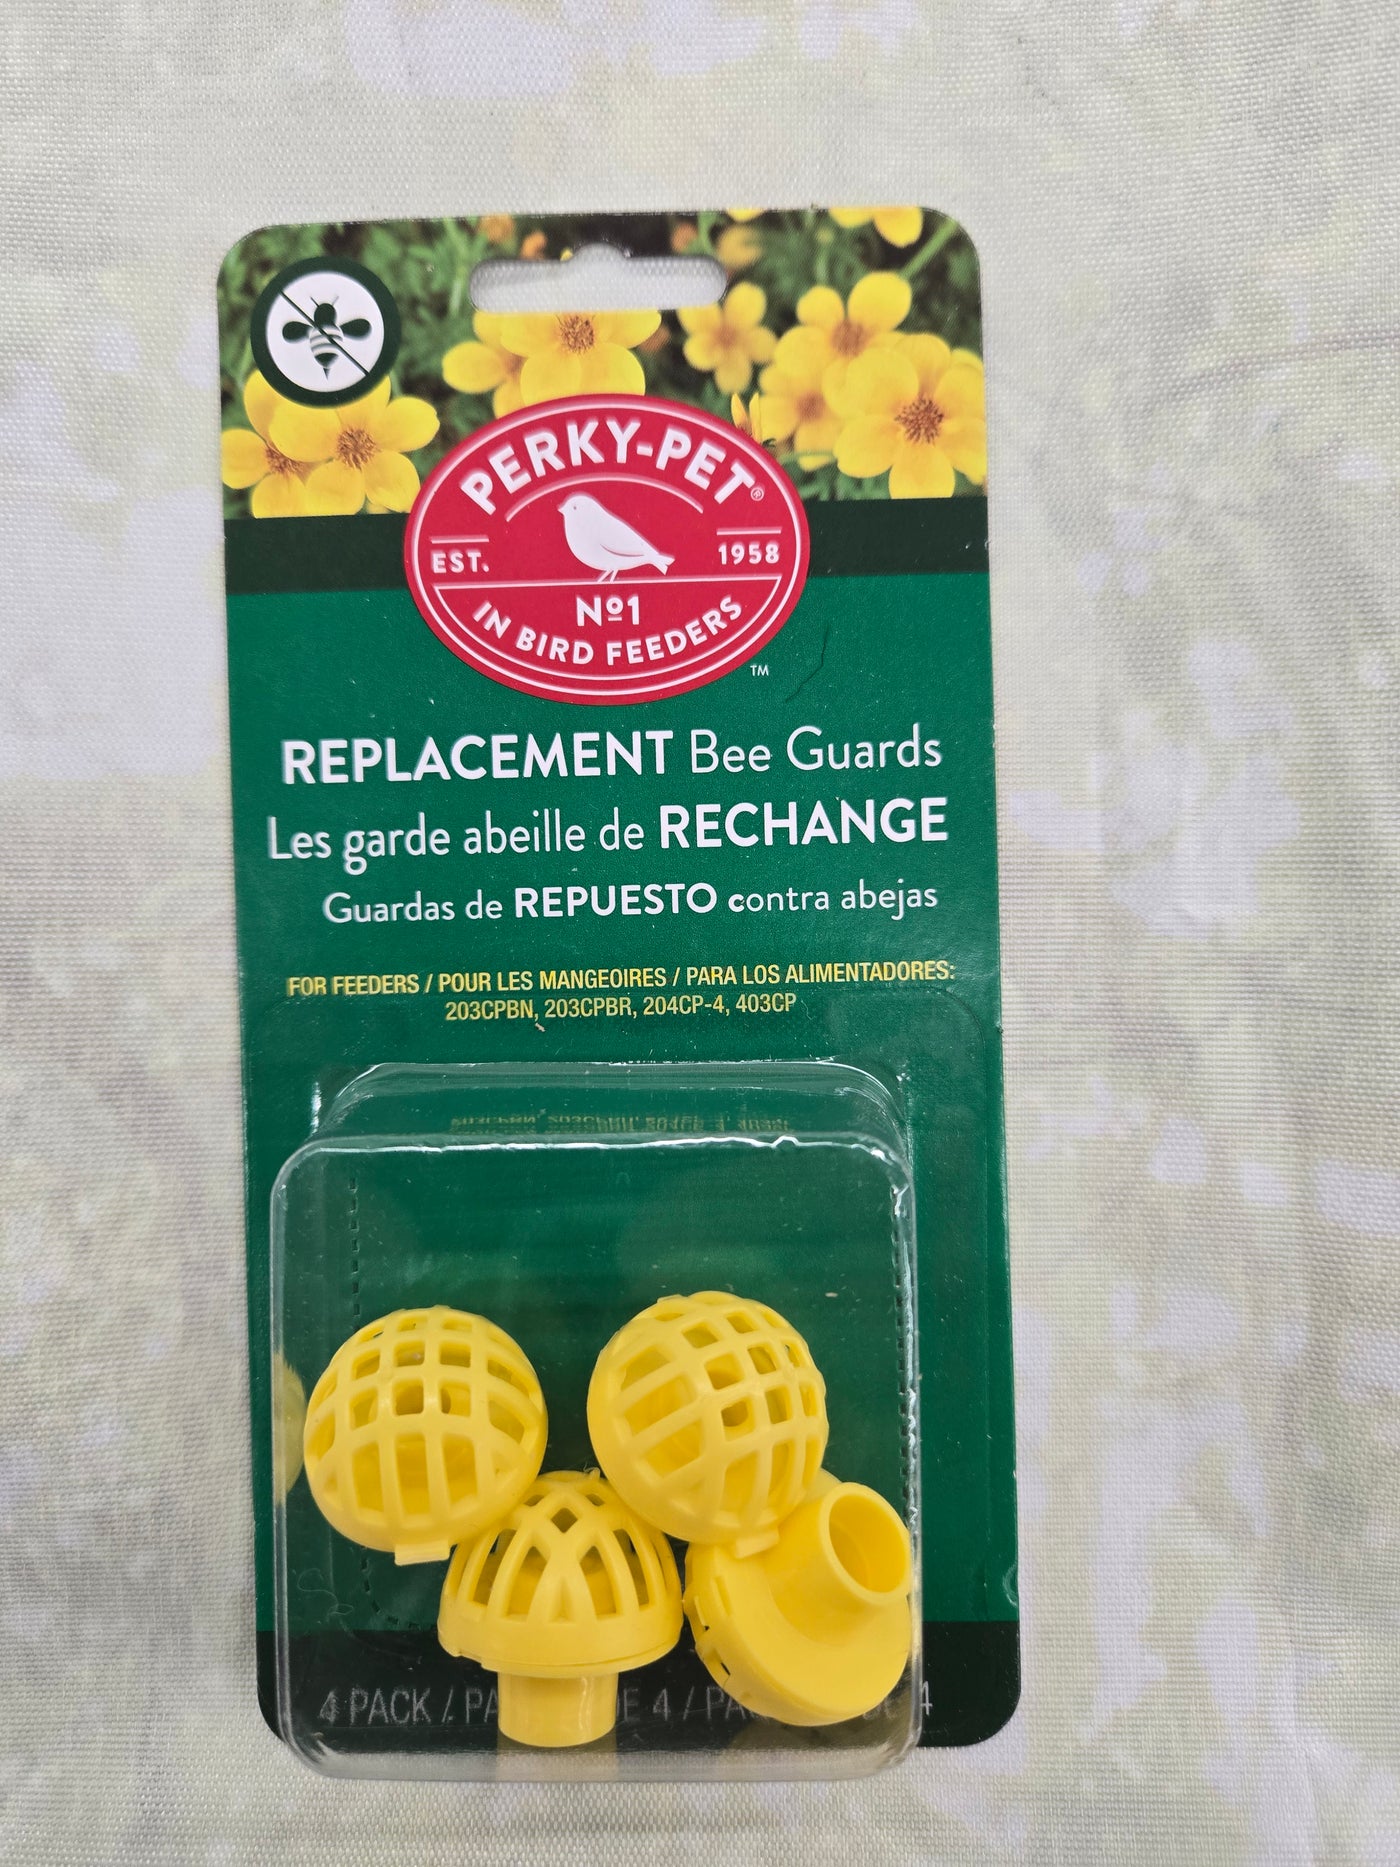 PERKY-PET®
EST. 1958
Nº1
IN BIRD FEEDERS
TM
REPLACEMENT Bee Guards
Les garde abeille de RECHANGE
Guardas de REPUESTO contra abejas
FOR FEEDERS / POUR LES MANGEOIRES / PARA LOS ALIMENTADORES:
203CPBN, 203CPBR, 204CP-4, 403CP
4 PACK / 4 /